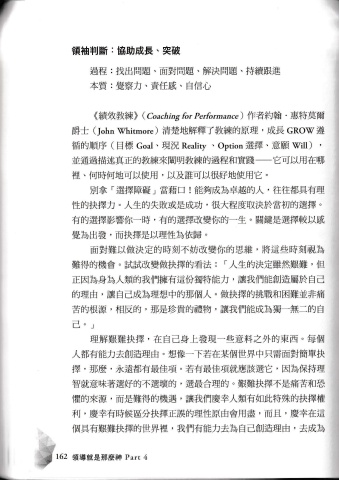 領袖判斷：協助成長、突破
過程：找出問題、面對問題、解決問題、持續跟進
本質：覺察力、責任感、自信心
《績效教練》（Coaching for Performance）作者約翰‧惠特莫爾
爵士（John Whitmore）清楚地解釋了教練的原理，成長 GROW 遵
循的順序（目標 Goal、現況 Reality 、Option 選擇、意願 Will），
並通過描述真正的教練來闡明教練的過程和實踐——它可以用在哪
裡、何時何地可以使用，以及誰可以很好地使用它。
別拿「選擇障礙」當藉口！能夠成為卓越的人，往往都具有理
性的抉擇力。人生的失敗或是成功，很大程度取決於當初的選擇。
有的選擇影響你一時，有的選擇改變你的一生。關鍵是選擇較以感
覺為出發，而抉擇是以理性為依歸。
面對難以做決定的時刻不妨改變你的思維，將這些時刻視為
難得的機會。試試改變做抉擇的看法：「人生的決定雖然艱難，但
正因為身為人類的我們擁有這份獨特能力，讓我們能創造屬於自己
的理由，讓自己成為理想中的那個人。做抉擇的挑戰和困難並非痛
苦的根源，相反的，那是珍貴的禮物，讓我們能成為獨一無二的自
己。」
理解艱難抉擇，在自己身上發現一些意料之外的東西。每個
人都有能力去創造理由。想像一下若在某個世界中只需面對簡單抉
擇，那麼，永遠都有最佳項。若有最佳項就應該選它，因為保持理
智就意味著選好的不選壞的，選最合理的。艱難抉擇不是痛苦和恐
懼的來源，而是難得的機遇，讓我們慶幸人類有如此特殊的抉擇權
利，慶幸有時候區分抉擇正誤的理性原由會用盡，而且，慶幸在這
個具有艱難抉擇的世界裡，我們有能力去為自己創造理由，去成為
162 領導就是那麼神 Part 4